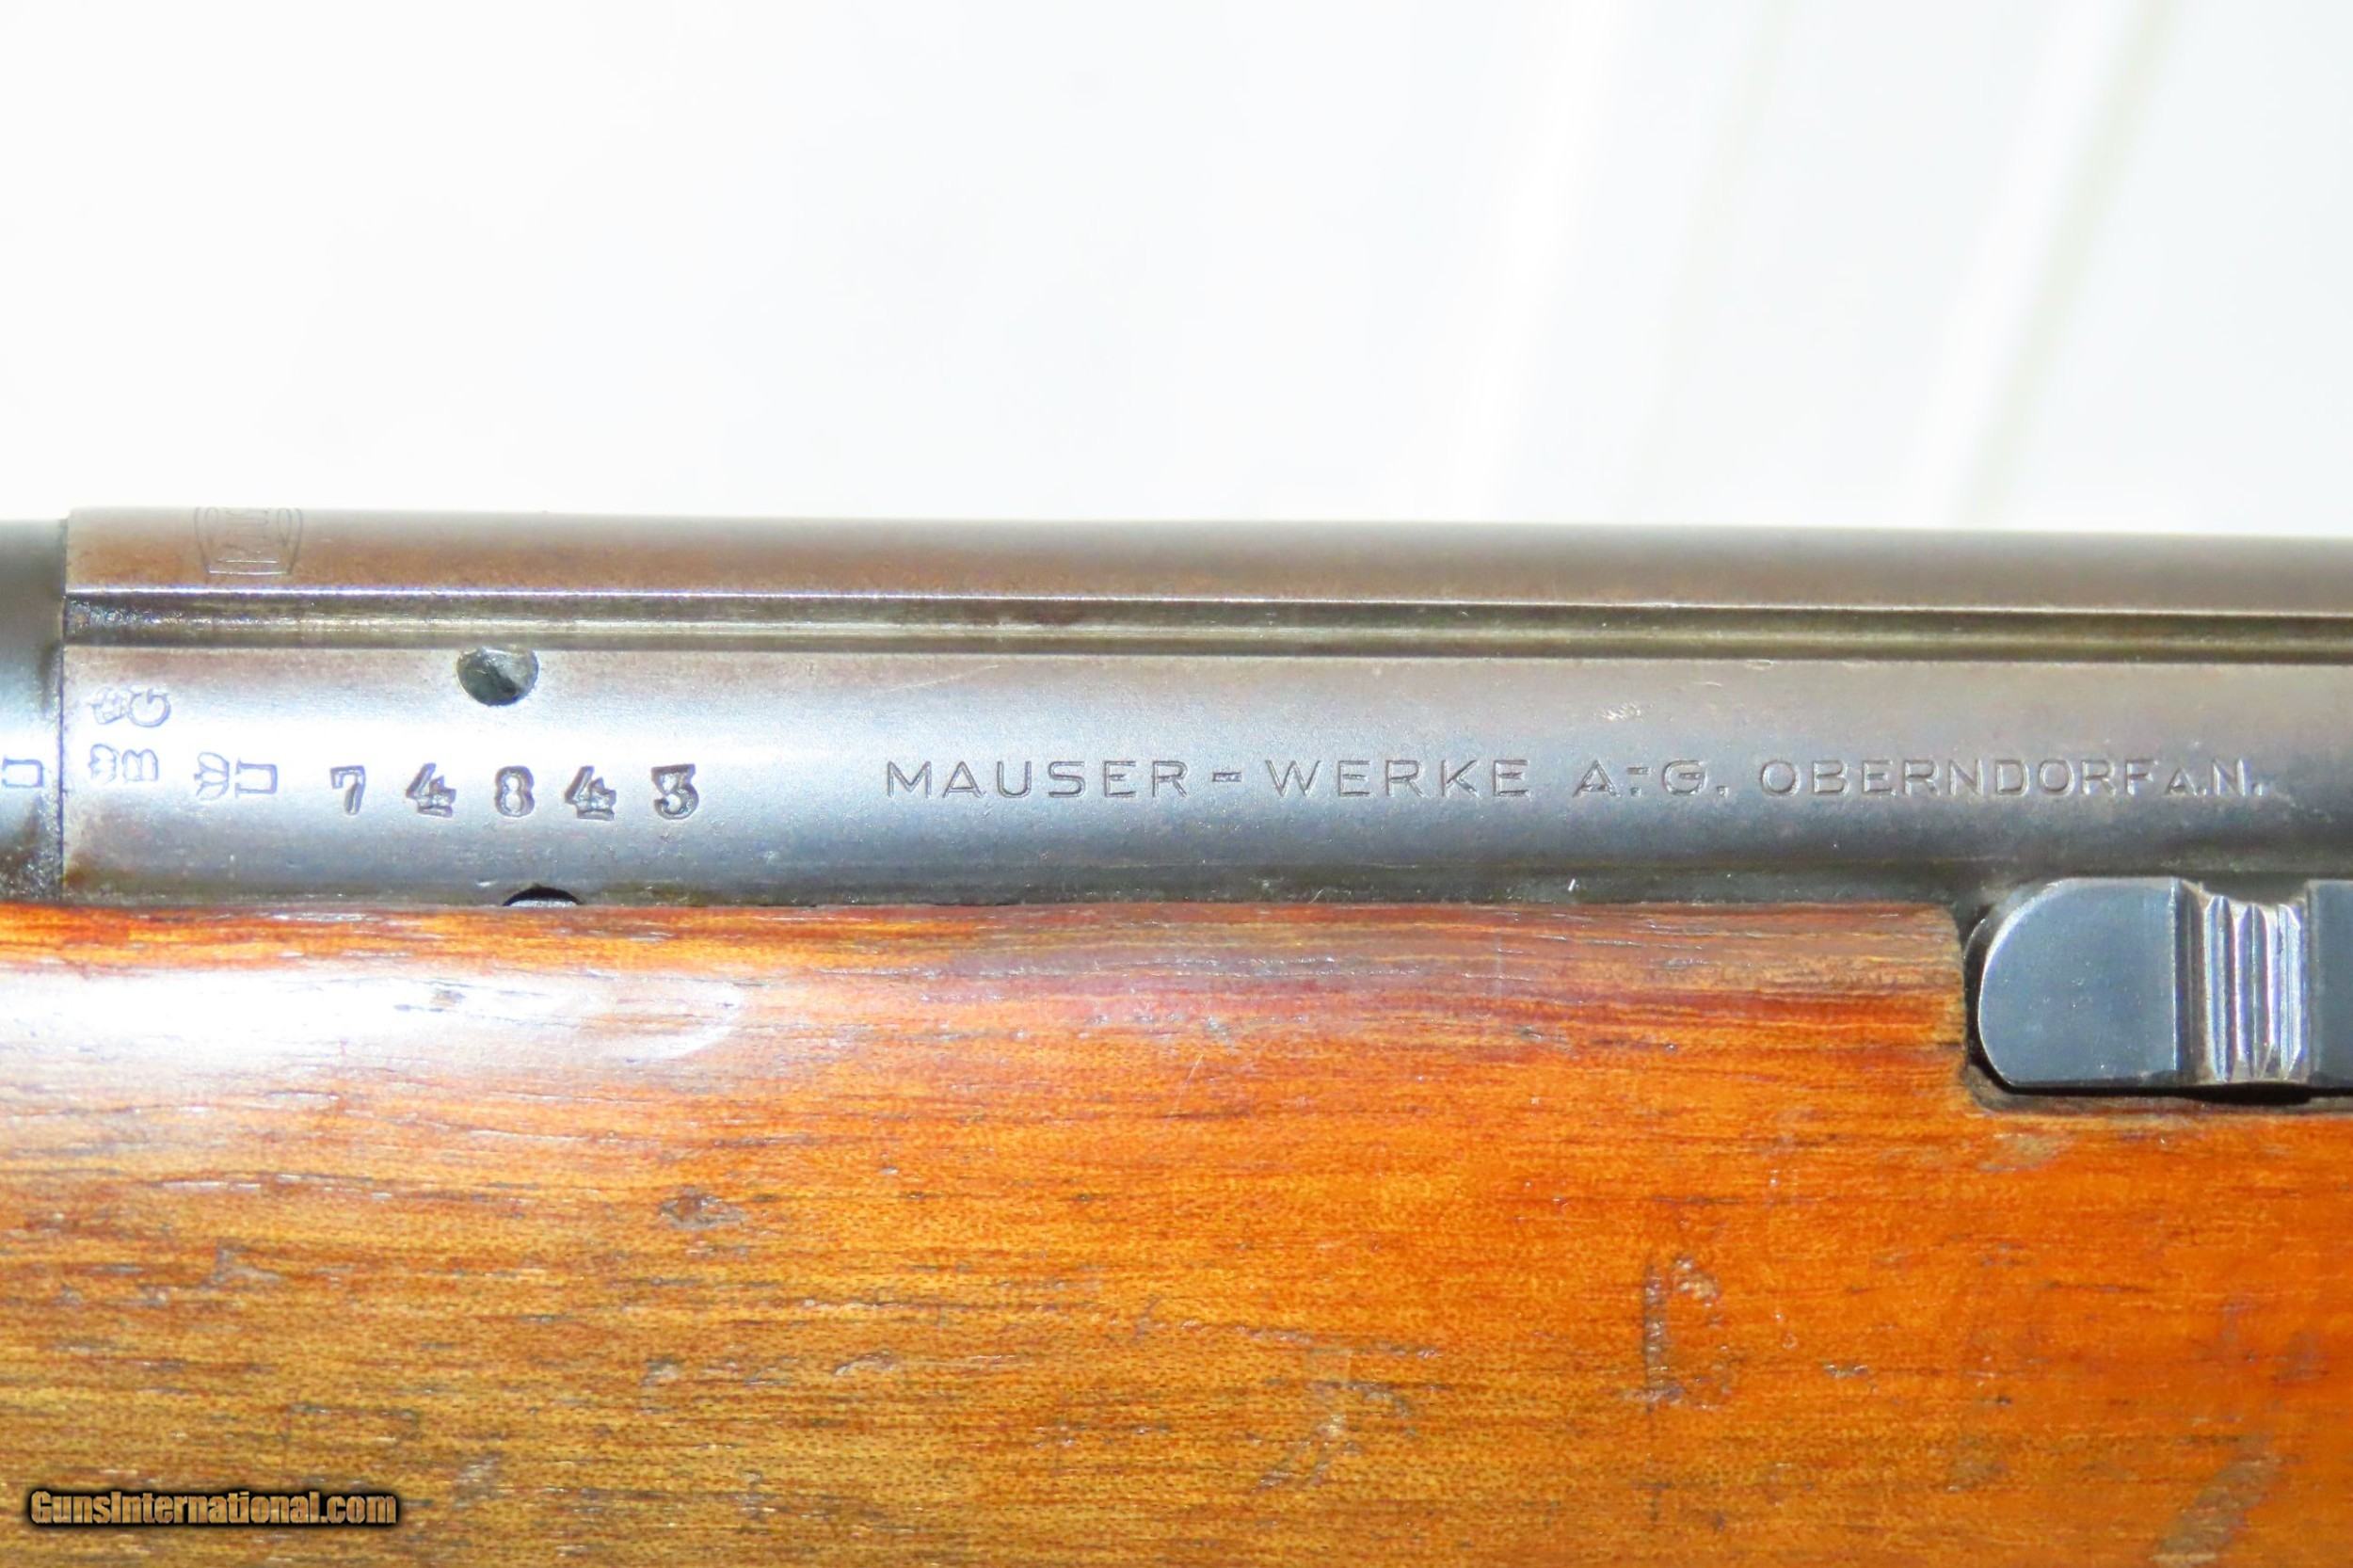 G
B U
U 74843 MAUSER-WERKE A.-G. OBERNDORF A.N.
GunsInternational.com